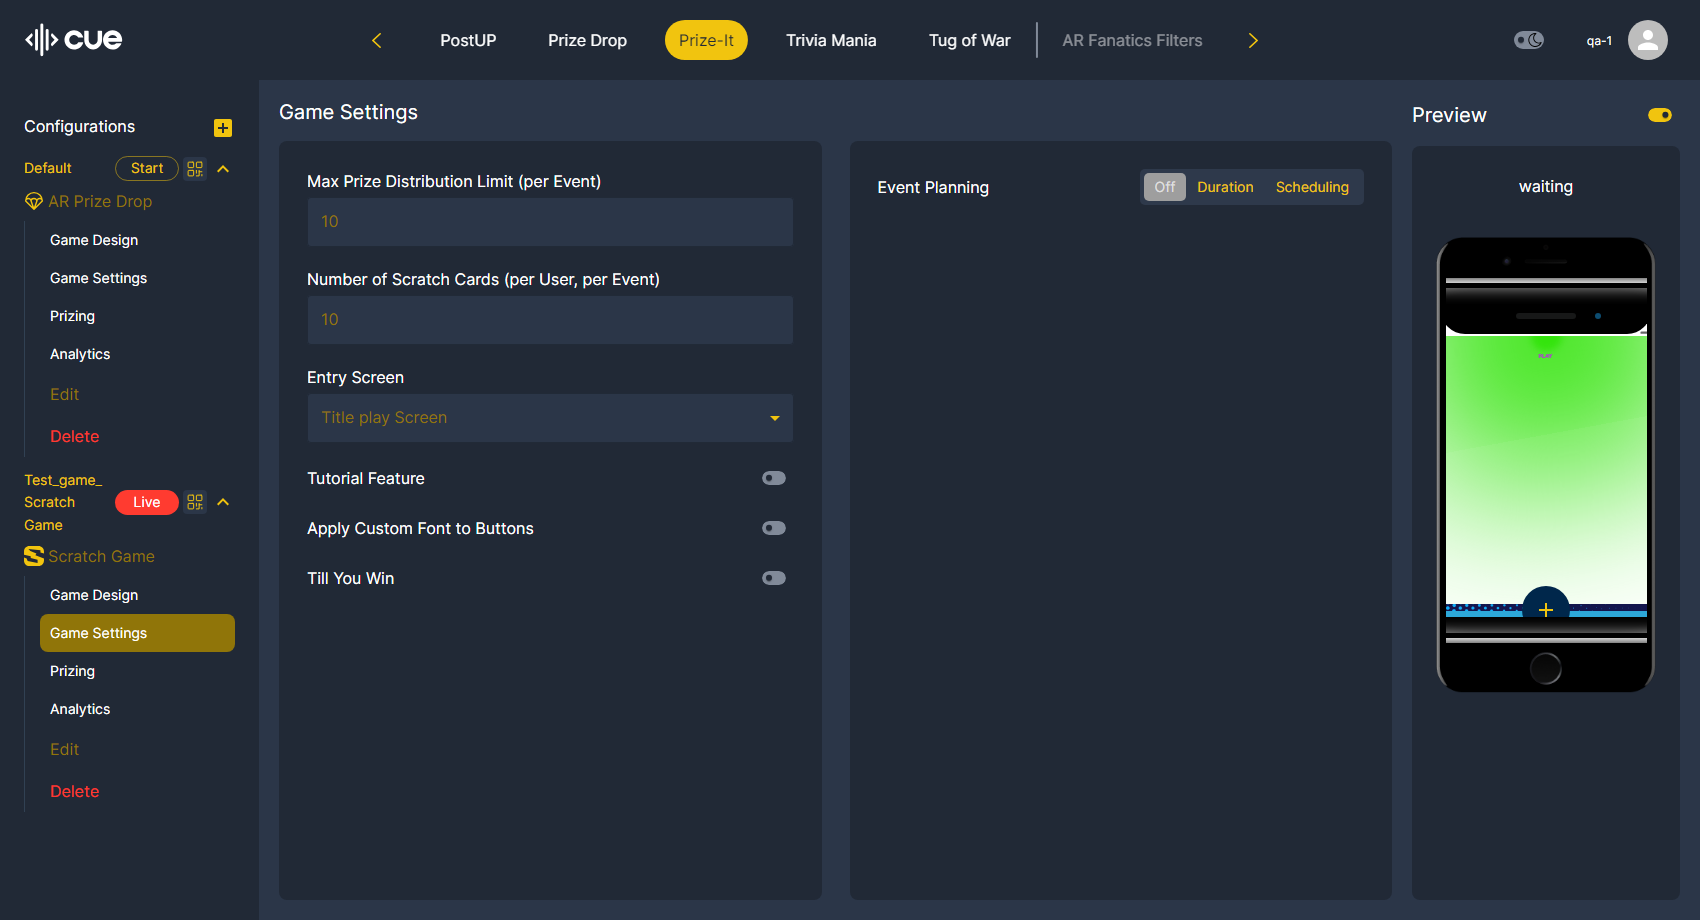 cue
PostUP
Prize Drop
Prize-It
Trivia Mania
Tug of War
AR Fanatics Filters
qa-1
Configurations
Default
Start
AR Prize Drop
Game Design
Game Settings
Prizing
Analytics
Edit
Delete
Test_game_
Scratch
Game
Live
Scratch Game
Game Design
Game Settings
Prizing
Analytics
Edit
Delete
Game Settings
Max Prize Distribution Limit (per Event)
10
Number of Scratch Cards (per User, per Event)
10
Entry Screen
Title play Screen
Tutorial Feature
Apply Custom Font to Buttons
Till You Win
Event Planning
Off
Duration
Scheduling
Preview
waiting
PLAY